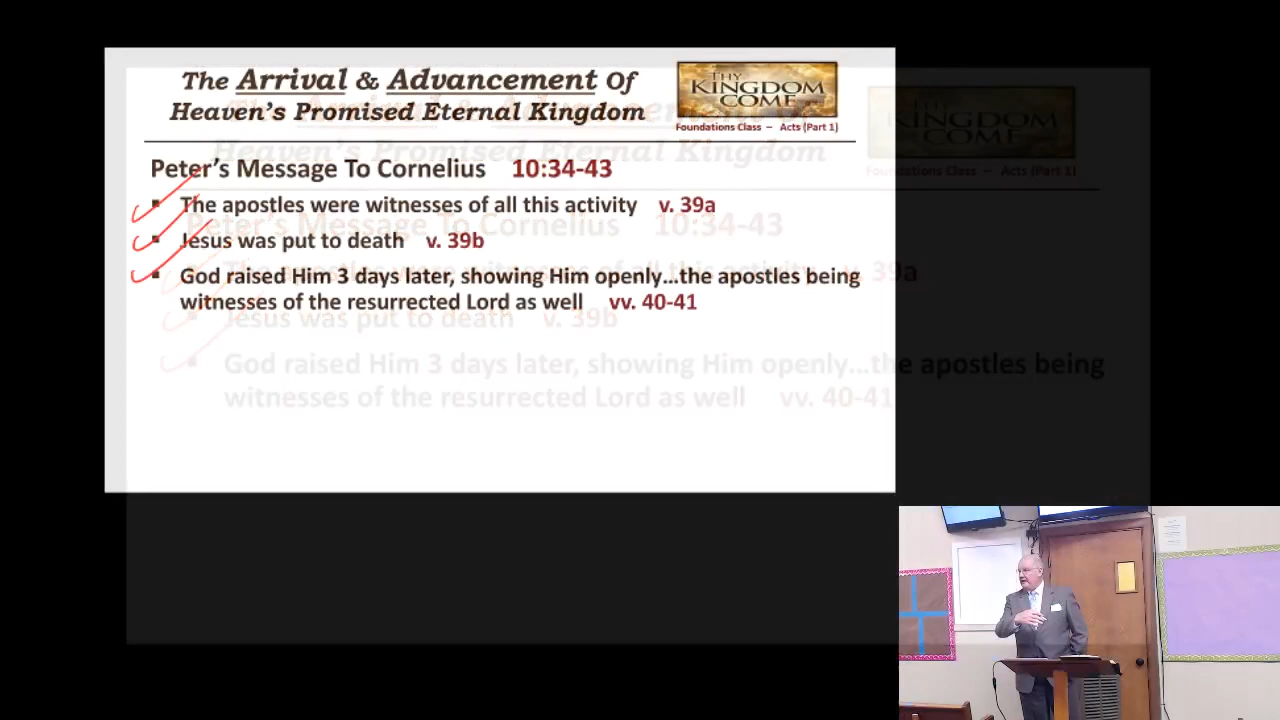 The Arrival & Advancement Of
Heaven's Promised Eternal Kingdom
THY
KINGDOM
COME
Foundations Class – Acts (Part 1)
Peter's Message To Cornelius 10:34-43
▪ The apostles were witnesses of all this activity v. 39a
▪ Jesus was put to death v. 39b
▪ God raised Him 3 days later, showing Him openly…the apostles being
witnesses of the resurrected Lord as well vv. 40-41